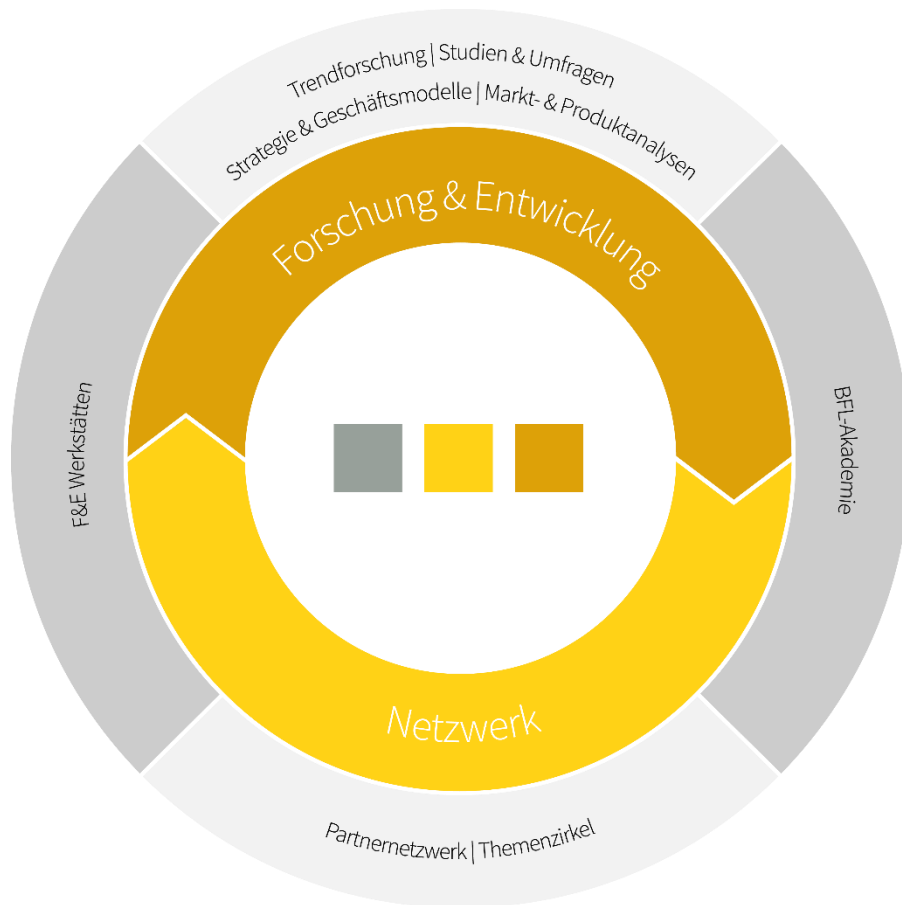 Trendforschung | Studien & Umfragen
Strategie & Geschäftsmodelle | Markt- & Produktanalysen
Forschung & Entwicklung
F&E Werkstätten
BFL-Akademie
Netzwerk
Partnernetzwerk | Themenzirkel